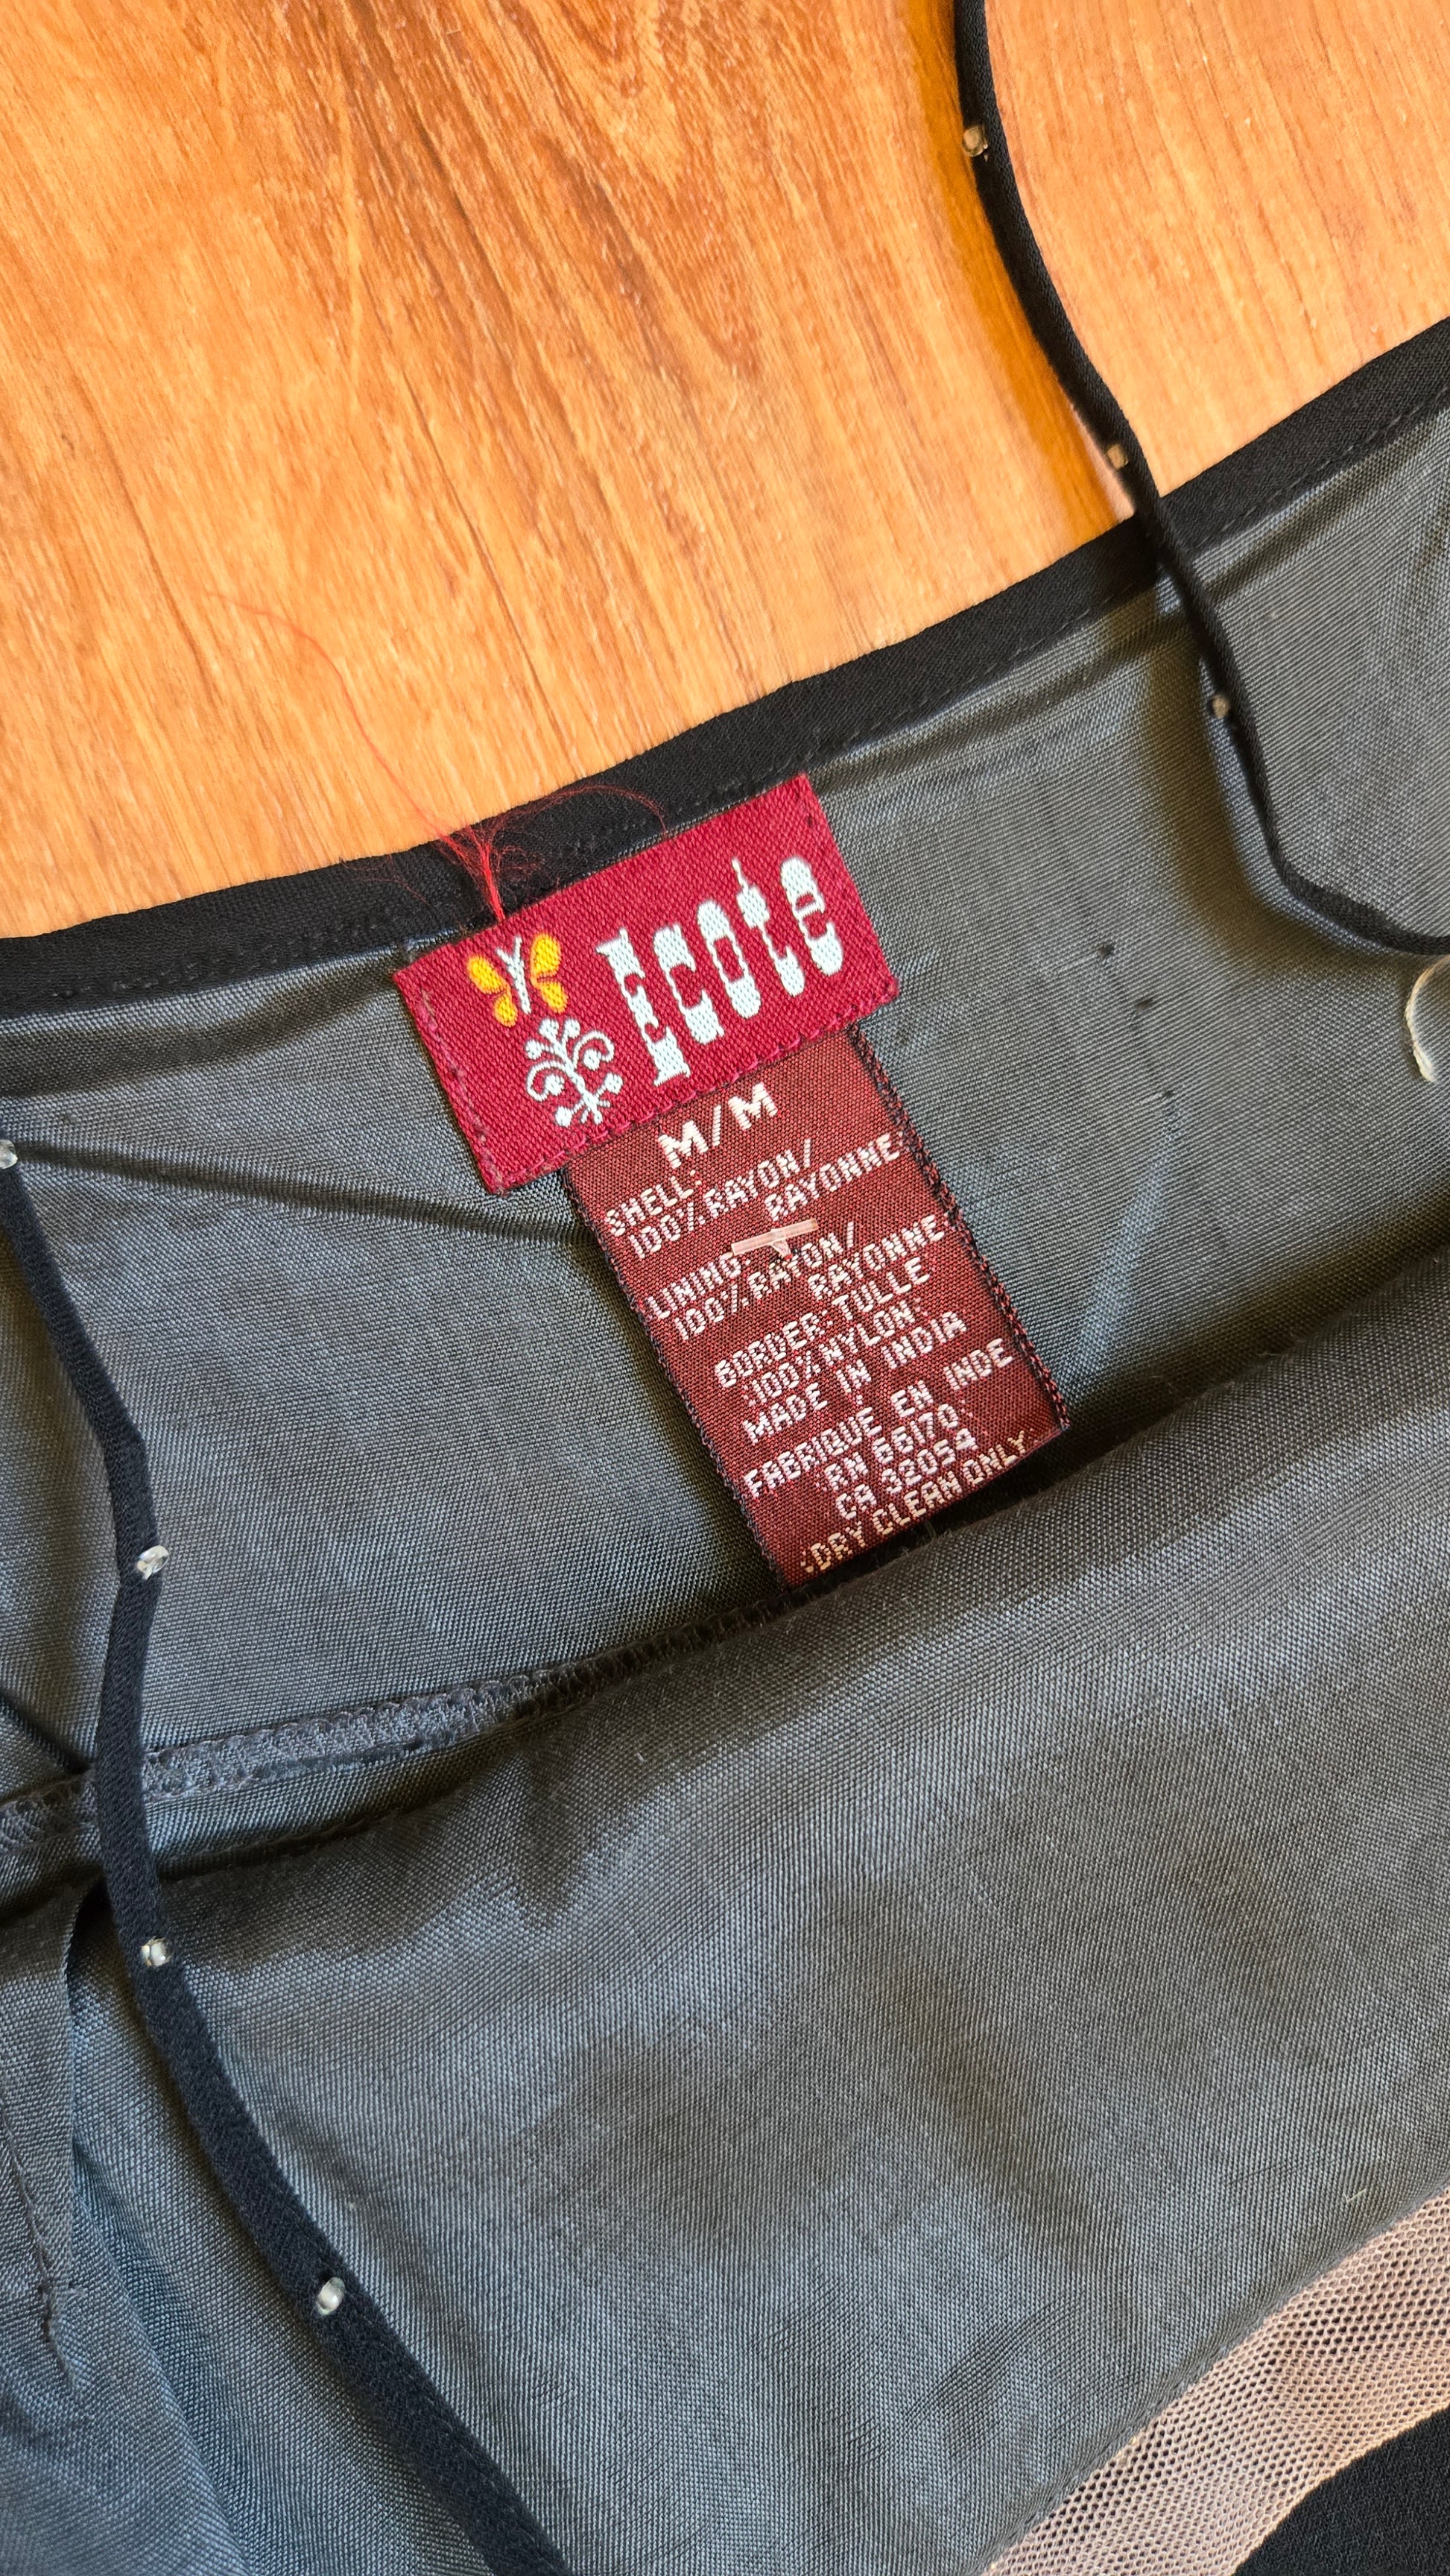 Ecote
M/M
SHELL:
100% RAYON/
RAYONNE
LINING:
100% RAYON/
RAYONNE
BORDER: TULLE
100% NYLON
MADE IN INDIA
FABRIQUE EN INDE
RN 66170
CA 32054
DRY CLEAN ONLY